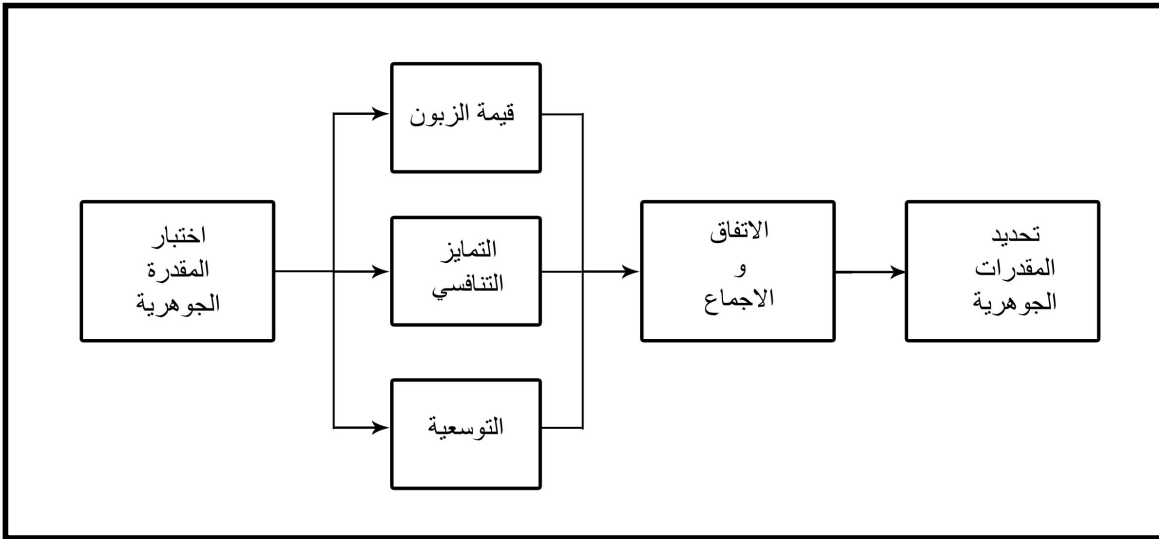 قيمة الزبون
اختبار
المقدرة
الجوهرية
التمايز
التنافسي
التوسعية
الاتفاق
و
الاجماع
تحديد
المقدرات
الجوهرية